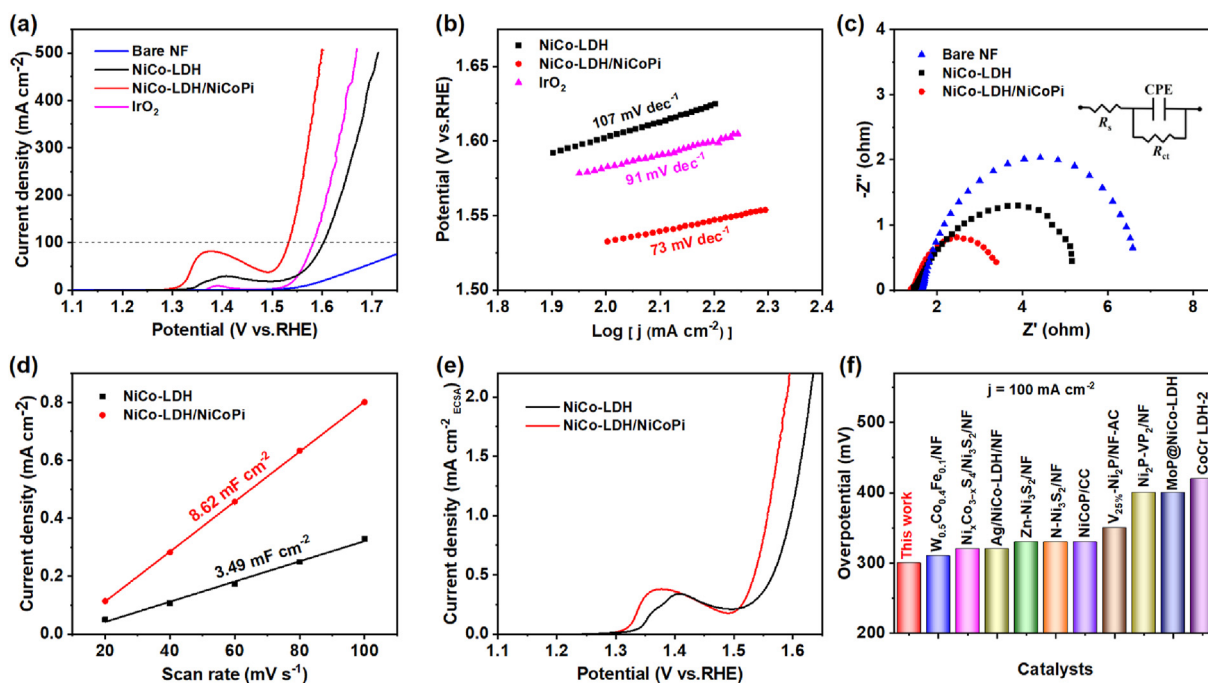 (a)
Current density (mA cm-2)
500
400
300
200
100
0
Bare NF
NiCo-LDH
NiCo-LDH/NiCoPi
IrO2
1.1 1.2 1.3 1.4 1.5 1.6 1.7
Potential (V vs.RHE)
(b)
Potential (V vs.RHE)
1.65
1.60
1.55
1.50
NiCo-LDH
NiCo-LDH/NiCoPi
IrO2
107 mV dec-1
91 mV dec-1
73 mV dec-1
1.8 1.9 2.0 2.1 2.2 2.3 2.4
Log [ j (mA cm-2) ]
(c)
-Z'' (ohm)
4
3
2
1
0
Bare NF
NiCo-LDH
NiCo-LDH/NiCoPi
CPE
Rs
Rct
2 4 6 8
Z' (ohm)
(d)
Current density (mA cm-2)
0.8
0.6
0.4
0.2
0.0
NiCo-LDH
NiCo-LDH/NiCoPi
8.62 mF cm-2
3.49 mF cm-2
20 40 60 80 100
Scan rate (mV s-1)
(e)
Current density (mA cm-2 ECSA)
2.0
1.5
1.0
0.5
0.0
NiCo-LDH
NiCo-LDH/NiCoPi
1.1 1.2 1.3 1.4 1.5 1.6
Potential (V vs.RHE)
(f)
Overpotential (mV)
500
400
300
200
j = 100 mA cm-2
This work
W0.5Co0.4Fe0.1/NF
NixCo3-xS4/Ni3S2/NF
Ag/NiCo-LDH/NF
Zn-Ni3S2/NF
N-Ni3S2/NF
NiCoP/CC
V25%-Ni2P/NF-AC
Ni2P-VP2/NF
MoP@NiCo-LDH
CoCr LDH-2
Catalysts